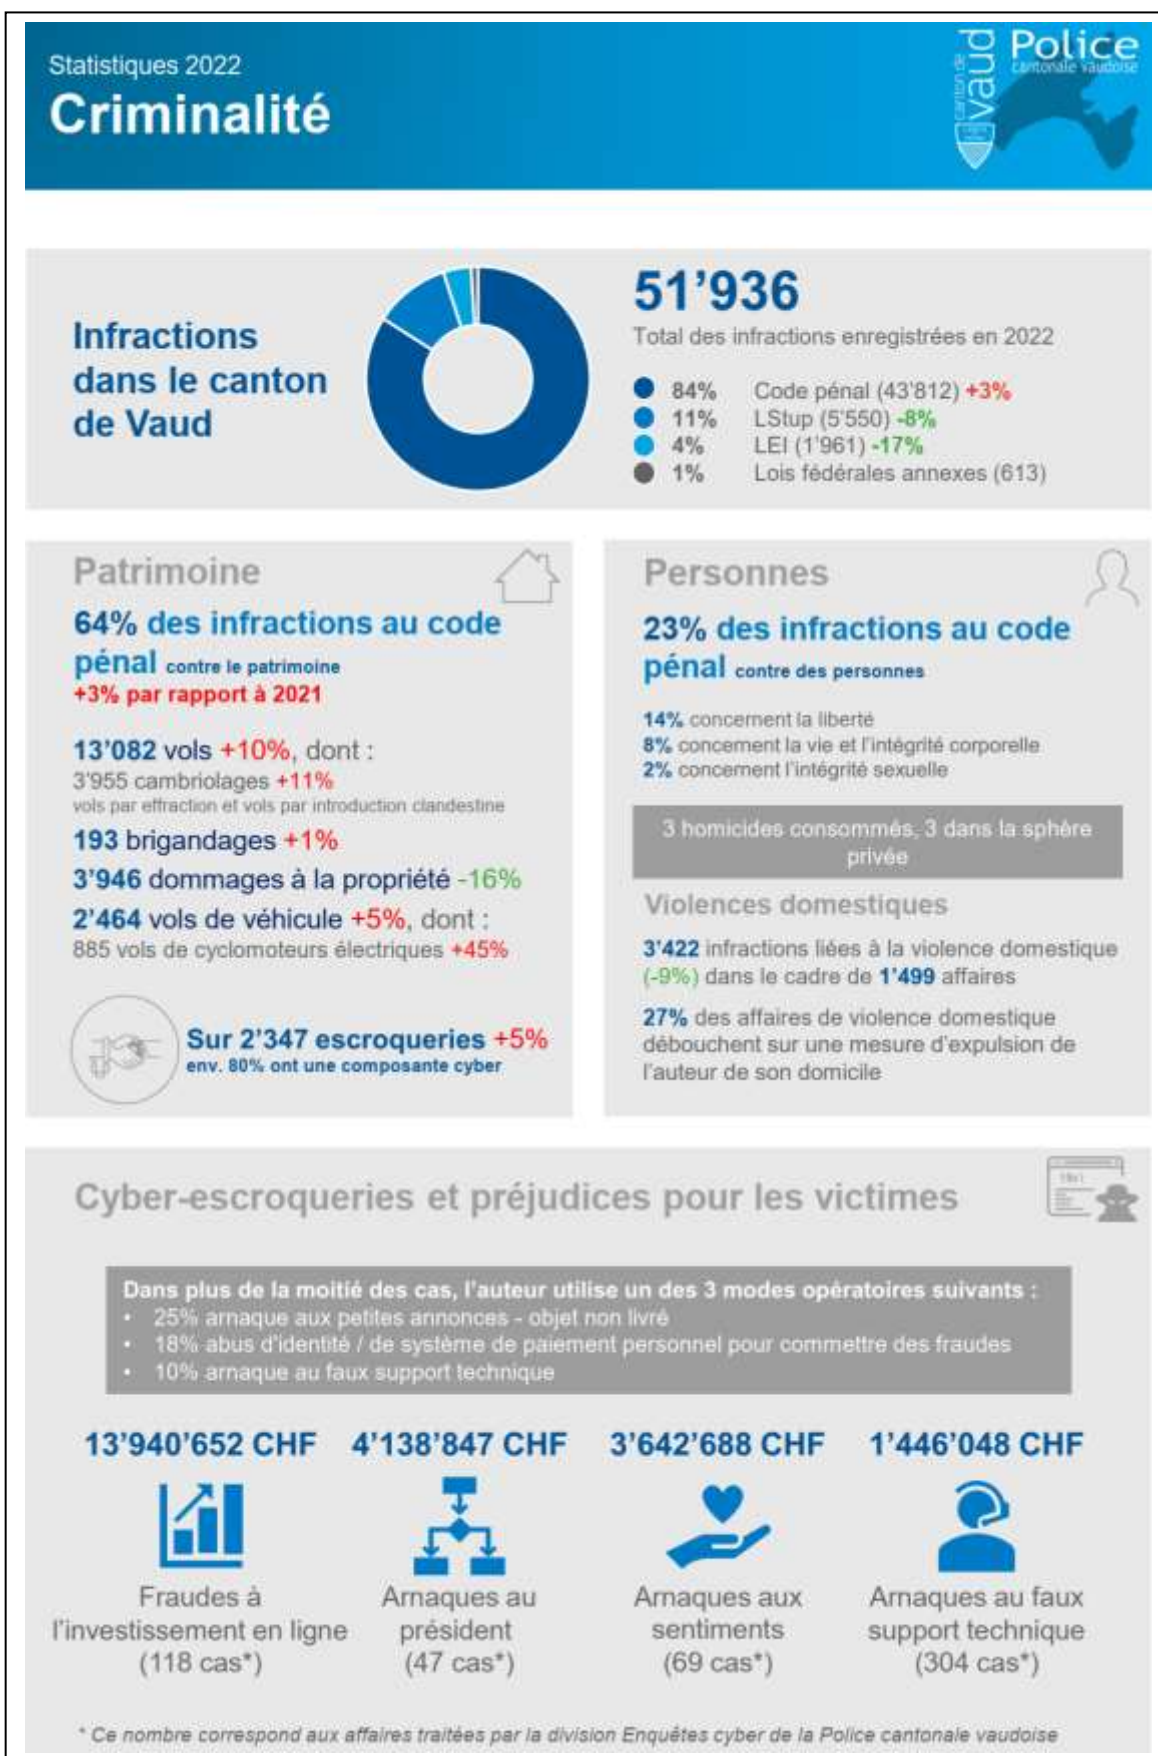 Statistiques 2022
Criminalité
canton de
vaud
Police
cantonale vaudoise
Infractions
dans le canton
de Vaud
51’936
Total des infractions enregistrées en 2022
84% Code pénal (43’812) +3%
11% LStup (5’550) -8%
4% LEI (1’961) -17%
1% Lois fédérales annexes (613)
Patrimoine
64% des infractions au code
pénal contre le patrimoine
+3% par rapport à 2021
13’082 vols +10%, dont :
3’955 cambriolages +11%
vols par effraction et vols par introduction clandestine
193 brigandages +1%
3’946 dommages à la propriété -16%
2’464 vols de véhicule +5%, dont :
885 vols de cyclomoteurs électriques +45%
Sur 2’347 escroqueries +5%
env. 80% ont une composante cyber
Personnes
23% des infractions au code
pénal contre des personnes
14% concernent la liberté
8% concernent la vie et l’intégrité corporelle
2% concernent l’intégrité sexuelle
3 homicides consommés, 3 dans la sphère
privée
Violences domestiques
3’422 infractions liées à la violence domestique
(-9%) dans le cadre de 1’499 affaires
27% des affaires de violence domestique
débouchent sur une mesure d’expulsion de
l’auteur de son domicile
Cyber-escroqueries et préjudices pour les victimes
Dans plus de la moitié des cas, l’auteur utilise un des 3 modes opératoires suivants :
• 25% arnaque aux petites annonces - objet non livré
• 18% abus d’identité / de système de paiement personnel pour commettre des fraudes
• 10% arnaque au faux support technique
13’940’652 CHF 4’138’847 CHF 3’642’688 CHF 1’446’048 CHF
Fraudes à
l’investissement en ligne
(118 cas*)
Arnaques au
président
(47 cas*)
Arnaques aux
sentiments
(69 cas*)
Arnaques au faux
support technique
(304 cas*)
* Ce nombre correspond aux affaires traitées par la division Enquêtes cyber de la Police cantonale vaudoise